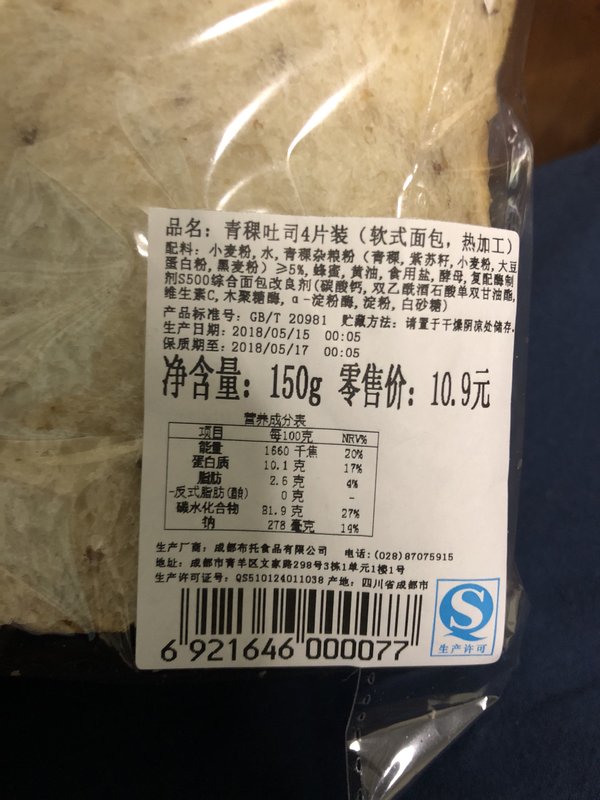 品名：青稞吐司4片装（软式面包，热加工）
配料：小麦粉，水，青稞杂粮粉（青稞，紫苏籽，小麦粉，大豆
蛋白粉，黑麦粉）≥5%，蜂蜜，黄油，食用盐，酵母，复配酶制
剂S500综合面包改良剂(碳酸钙，双乙酰酒石酸单双甘油酯，
维生素C，木聚糖酶，α-淀粉酶，淀粉，白砂糖)
产品标准号：GB/T 20981 贮藏方法：请置于干燥阴凉处储存.
生产日期：2018/05/15 00:05
保质期至：2018/05/17 00:05
净含量：150g 零售价：10.9元
营养成分表
项目 每100克 NRV%
能量 1660 千焦 20%
蛋白质 10.1 克 17%
脂肪 2.6 克 4%
-反式脂肪(酸) 0 克 -
碳水化合物 81.9 克 27%
钠 278 毫克 14%
生产厂商：成都布托食品有限公司 电话：(028)87075915
地址：成都市青羊区文家路298号3栋1单元1楼1号
生产许可证号：QS510124011038 产地：四川省成都市
6 921646 000077
S
生产许可